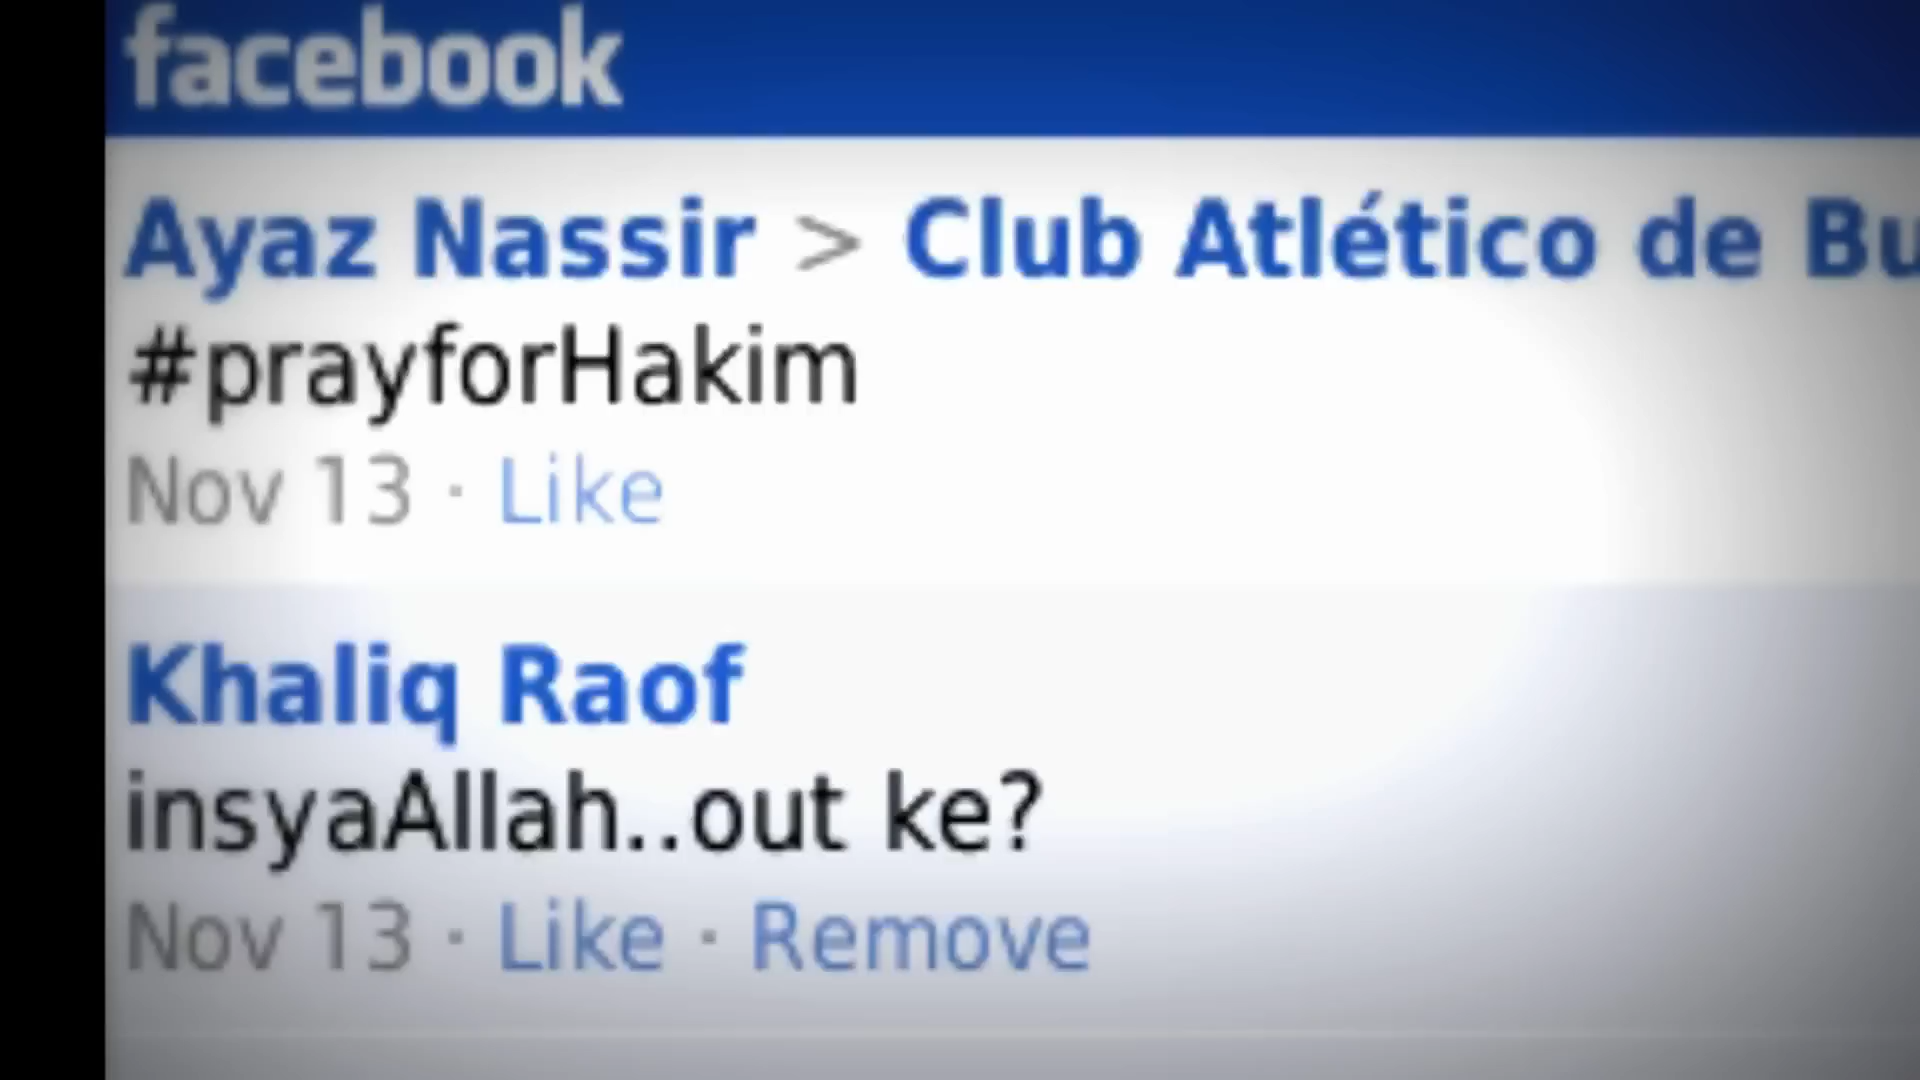 facebook
Ayaz Nassir > Club Atlético de Bu
#prayforHakim
Nov 13 · Like
Khaliq Raof
insyaAllah..out ke?
Nov 13 · Like · Remove